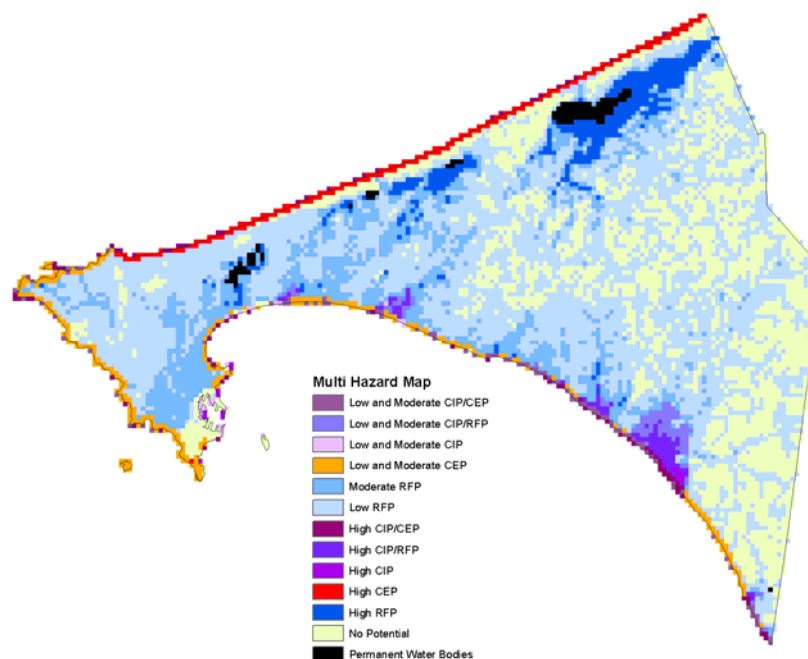 Multi Hazard Map
Low and Moderate CIP/CEP
Low and Moderate CIP/RFP
Low and Moderate CIP
Low and Moderate CEP
Moderate RFP
Low RFP
High CIP/CEP
High CIP/RFP
High CIP
High CEP
High RFP
No Potential
Permanent Water Bodies